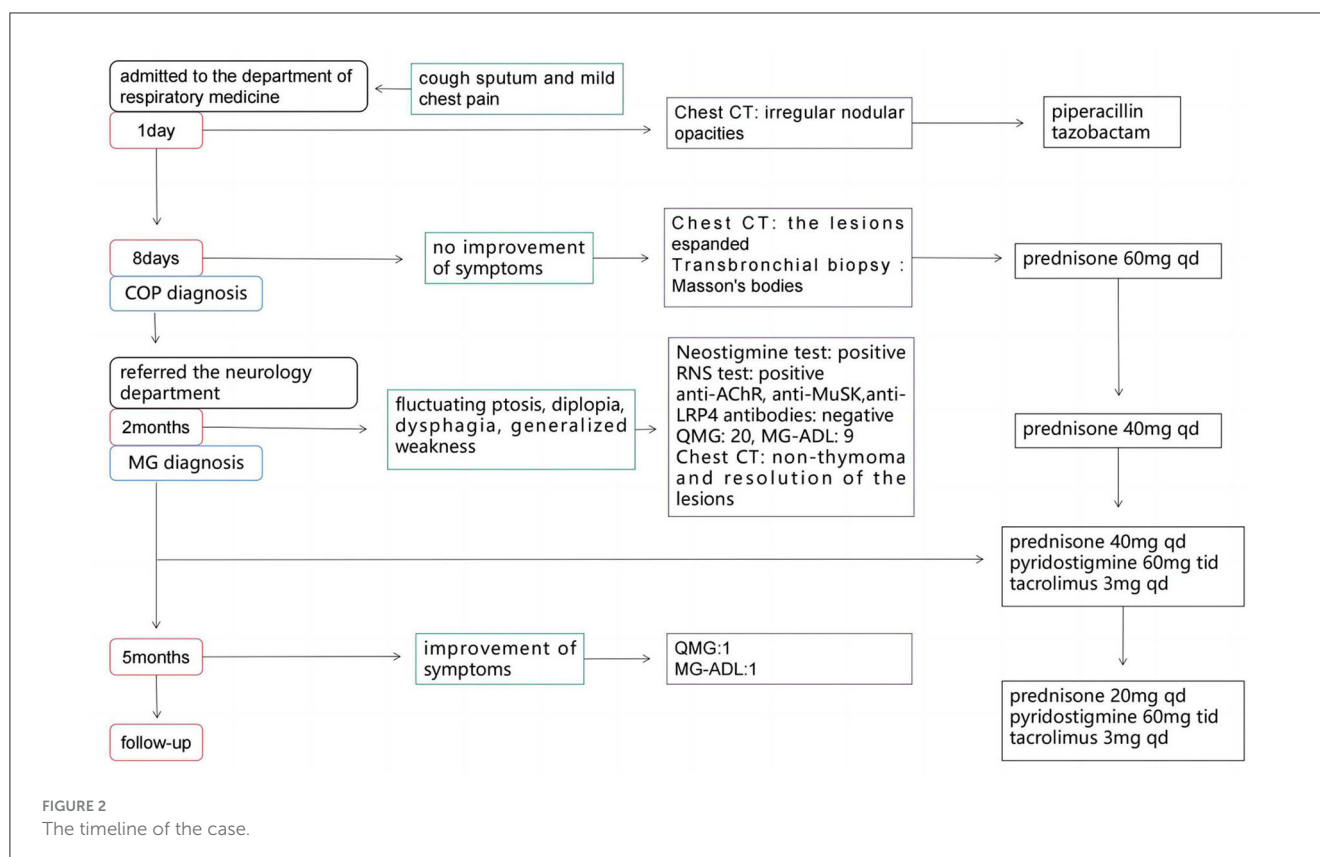 admitted to the department of
respiratory medicine
cough sputum and mild
chest pain
1day
Chest CT: irregular nodular
opacities
piperacillin
tazobactam
8days
COP diagnosis
no improvement
of symptoms
Chest CT: the lesions
espanded
Transbronchial biopsy :
Masson's bodies
prednisone 60mg qd
referred the neurology
department
2months
MG diagnosis
fluctuating ptosis, diplopia,
dysphagia, generalized
weakness
Neostigmine test: positive
RNS test: positive
anti-AChR, anti-MuSK,anti-
LRP4 antibodies: negative
QMG: 20, MG-ADL: 9
Chest CT: non-thymoma
and resolution of the
lesions
prednisone 40mg qd
prednisone 40mg qd
pyridostigmine 60mg tid
tacrolimus 3mg qd
5months
improvement of
symptoms
QMG:1
MG-ADL:1
prednisone 20mg qd
pyridostigmine 60mg tid
tacrolimus 3mg qd
follow-up
FIGURE 2
The timeline of the case.